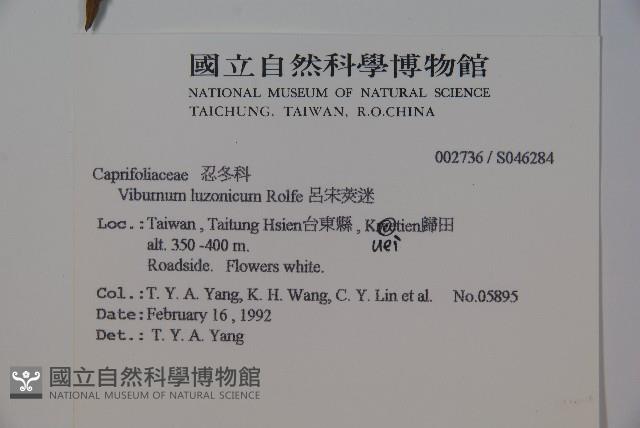 國立自然科學博物館
NATIONAL MUSEUM OF NATURAL SCIENCE
TAICHUNG, TAIWAN, R.O.CHINA
002736 / S046284
Caprifoliaceae 忍冬科
Viburnum luzonicum Rolfe 呂宋莢迷
Loc.: Taiwan , Taitung Hsien台東縣 , 歸田
uei
alt. 350 -400 m.
Roadside. Flowers white.
Col.: T. Y. A. Yang, K. H. Wang, C. Y. Lin et al. No.05895
Date: February 16 , 1992
Det.: T. Y. A. Yang
國立自然科學博物館
NATIONAL MUSEUM OF NATURAL SCIENCE